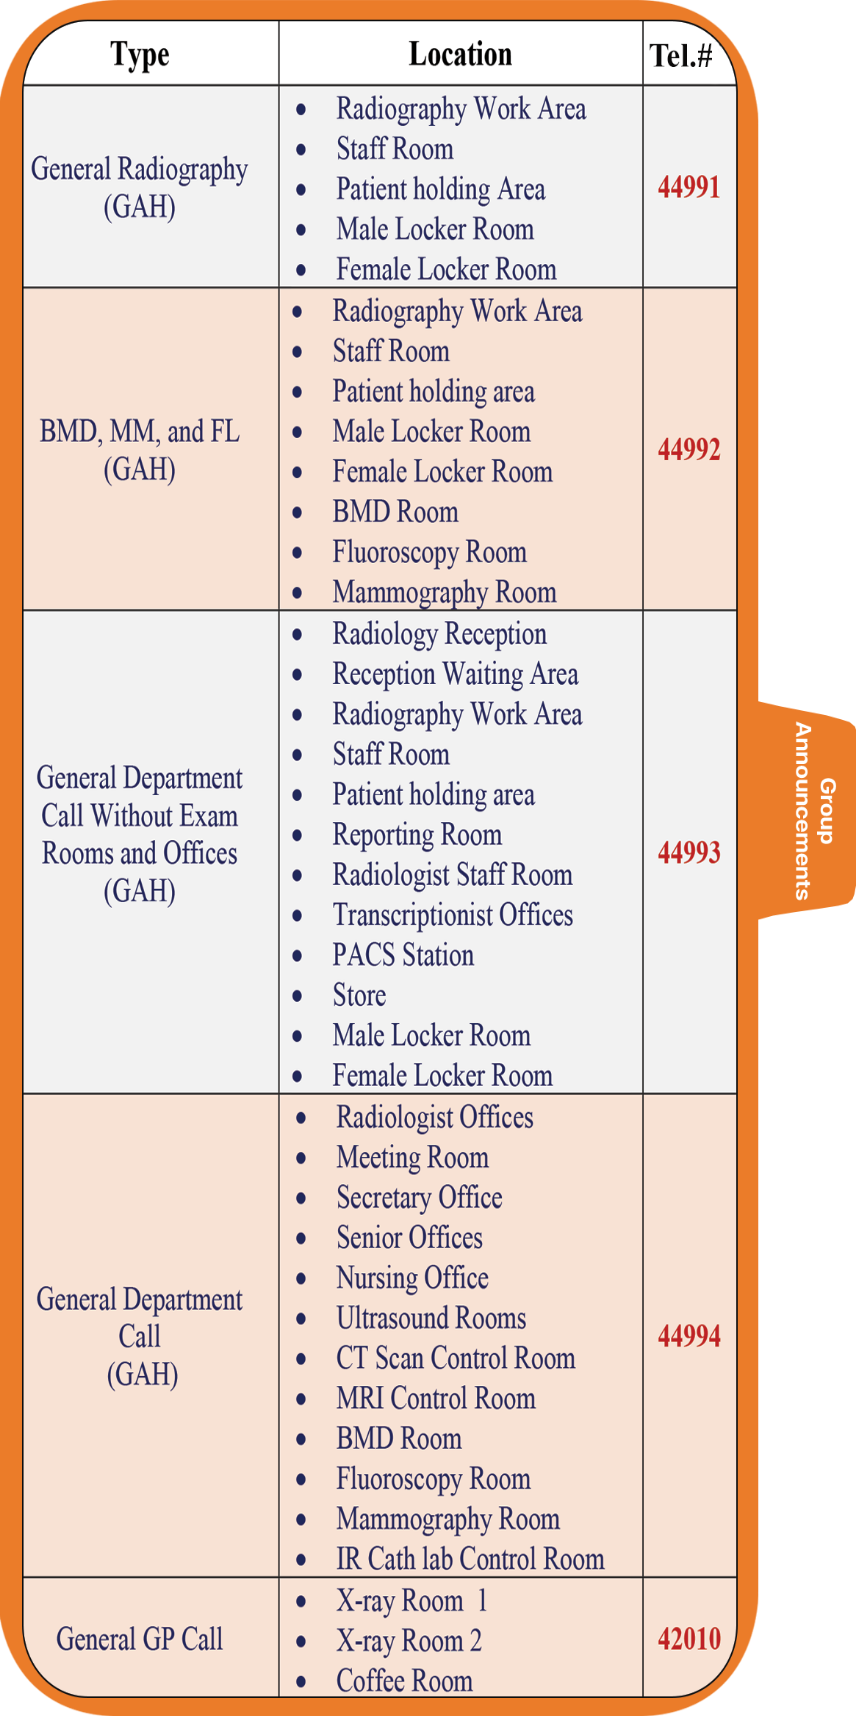 Type
Location
Tel.#
General Radiography
(GAH)
• Radiography Work Area
• Staff Room
• Patient holding Area
• Male Locker Room
• Female Locker Room
44991
BMD, MM, and FL
(GAH)
• Radiography Work Area
• Staff Room
• Patient holding area
• Male Locker Room
• Female Locker Room
• BMD Room
• Fluoroscopy Room
• Mammography Room
44992
General Department
Call Without Exam
Rooms and Offices
(GAH)
• Radiology Reception
• Reception Waiting Area
• Radiography Work Area
• Staff Room
• Patient holding area
• Reporting Room
• Radiologist Staff Room
• Transcriptionist Offices
• PACS Station
• Store
• Male Locker Room
• Female Locker Room
44993
General Department
Call
(GAH)
• Radiologist Offices
• Meeting Room
• Secretary Office
• Senior Offices
• Nursing Office
• Ultrasound Rooms
• CT Scan Control Room
• MRI Control Room
• BMD Room
• Fluoroscopy Room
• Mammography Room
• IR Cath lab Control Room
44994
General GP Call
• X-ray Room 1
• X-ray Room 2
• Coffee Room
42010
Group
Announcements